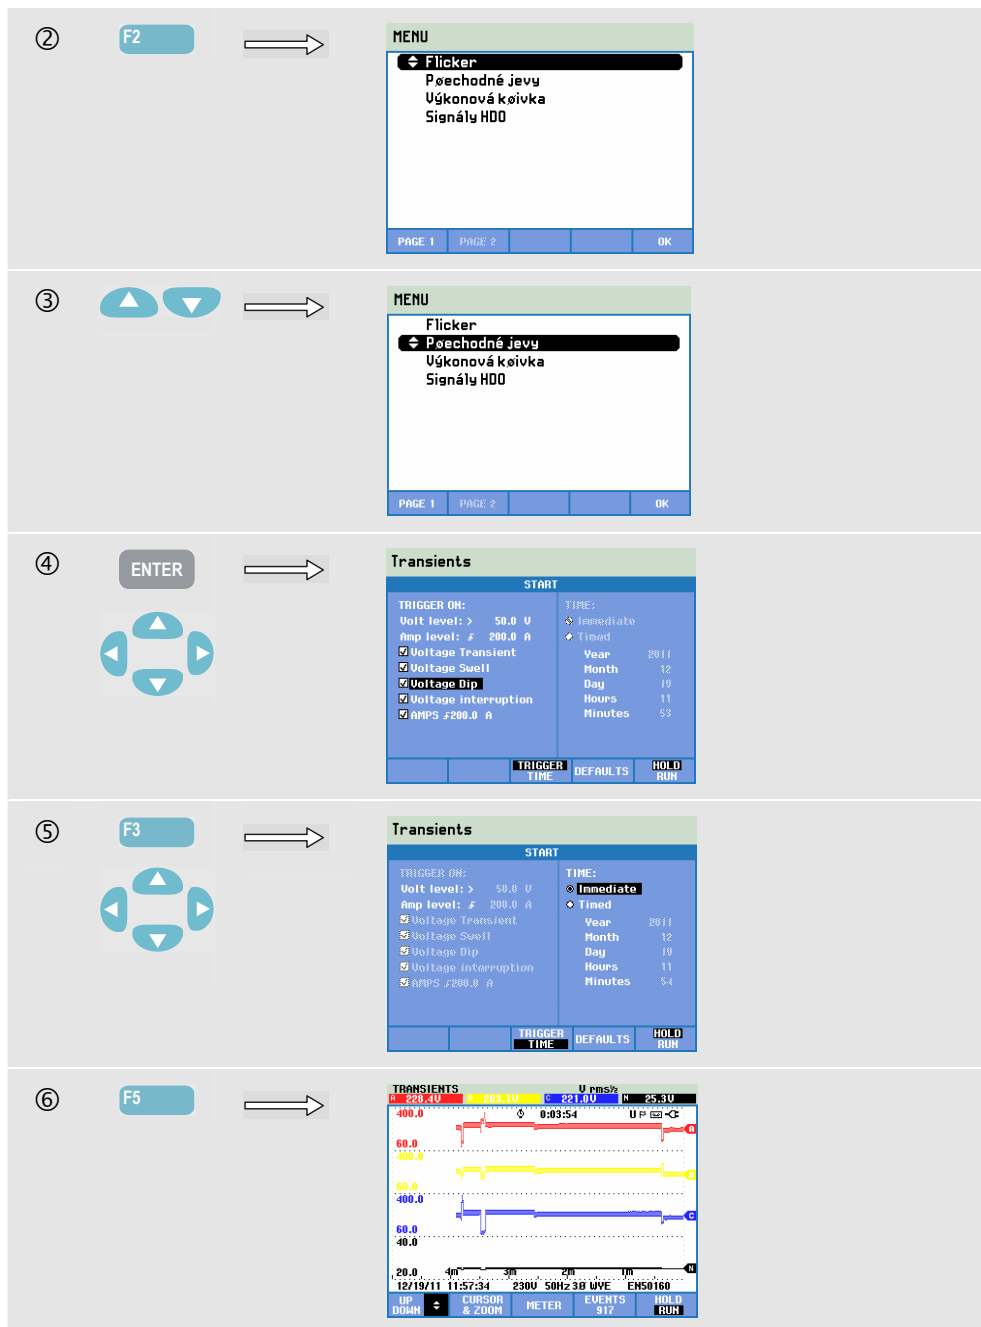 ②
F2
MENU
Flicker
Pøechodné jevy
Výkonová køivka
Signály HDO
PAGE 1 PAGE 2 OK
③
MENU
Flicker
Pøechodné jevy
Výkonová køivka
Signály HDO
PAGE 1 PAGE 2 OK
④
ENTER
Transients
START
TRIGGER ON:
Volt level: > 50.0 V
Amp level: 200.0 A
Voltage Transient
Voltage Swell
Voltage Dip
Voltage interruption
AMPS 200.0 A
TIME:
Immediate
Timed
Year 2011
Month 12
Day 19
Hours 11
Minutes 53
TRIGGER TIME DEFAULTS HOLD RUN
⑤
F3
Transients
START
TRIGGER ON:
Volt level: > 50.0 V
Amp level: 200.0 A
Voltage Transient
Voltage Swell
Voltage Dip
Voltage interruption
AMPS 200.0 A
TIME:
Immediate
Timed
Year 2011
Month 12
Day 19
Hours 11
Minutes 54
TRIGGER TIME DEFAULTS HOLD RUN
⑥
F5
TRANSIENTS V rms½
A 228.4V 203.1V C 221.0V N 25.3V
400.0 0:03:54 U P
A
60.0
400.0
60.0
400.0
C
60.0
40.0
N
20.0 4m 3m 2m 1m
12/19/11 11:57:34 230V 50Hz 3Ø WYE EN50160
UP DOWN CURSOR & ZOOM METER EVENTS 917 HOLD RUN